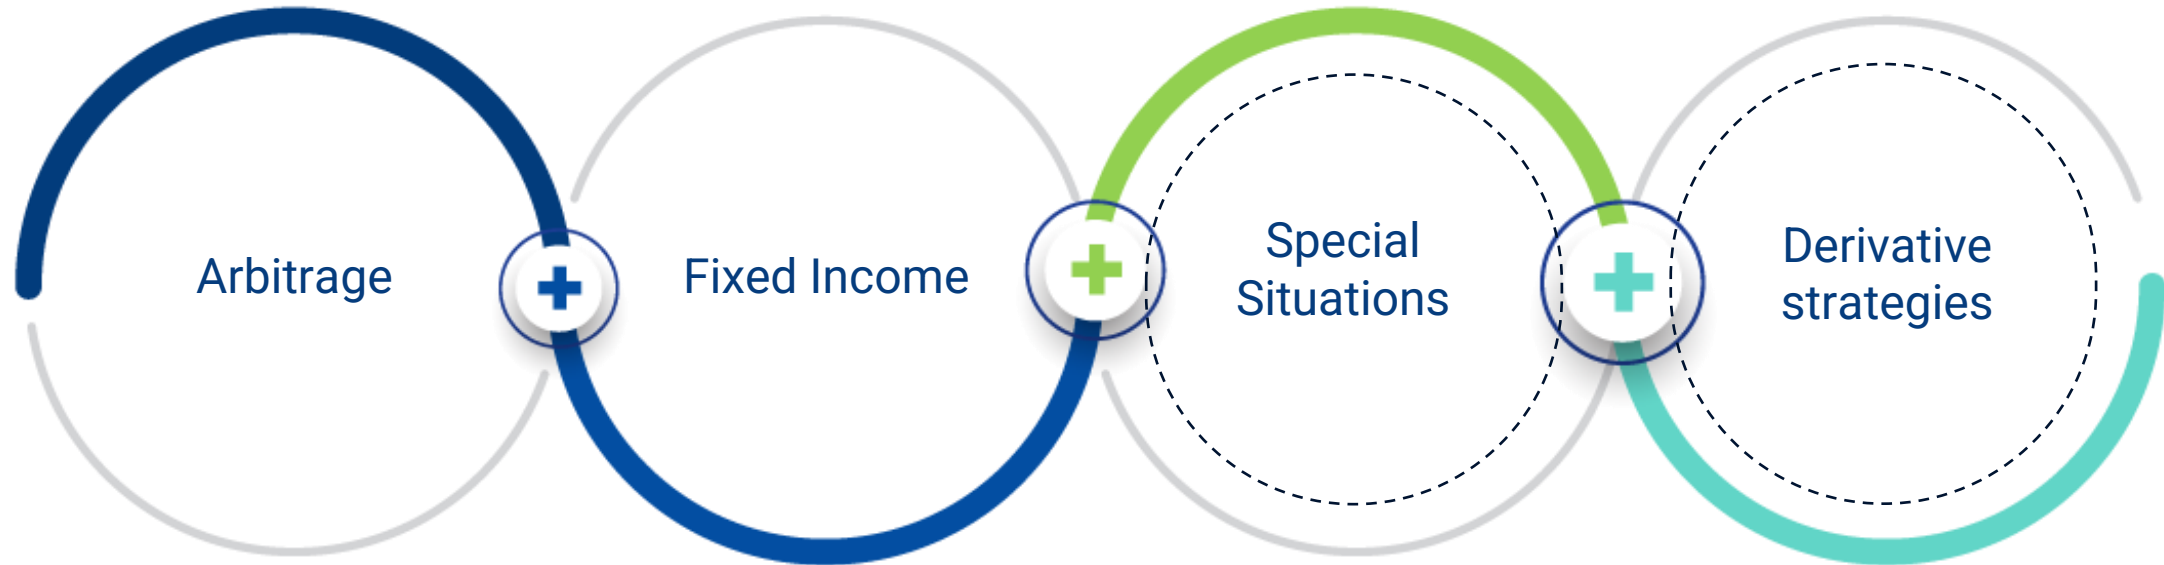 Arbitrage
Fixed Income
Special
Situations
Derivative
strategies